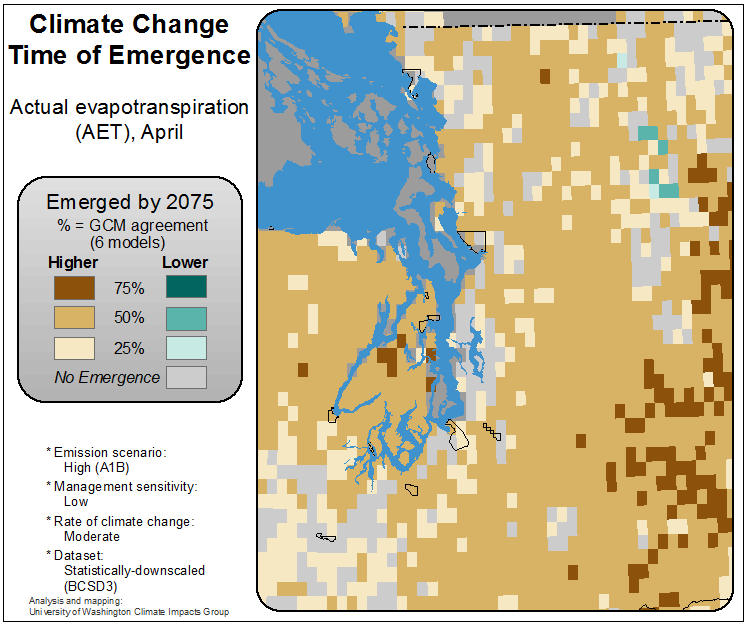 Climate Change
Time of Emergence
Actual evapotranspiration
(AET), April
Emerged by 2075
% = GCM agreement
(6 models)
Higher Lower
75%
50%
25%
No Emergence
* Emission scenario:
High (A1B)
* Management sensitivity:
Low
* Rate of climate change:
Moderate
* Dataset:
Statistically-downscaled
(BCSD3)
Analysis and mapping:
University of Washington Climate Impacts Group